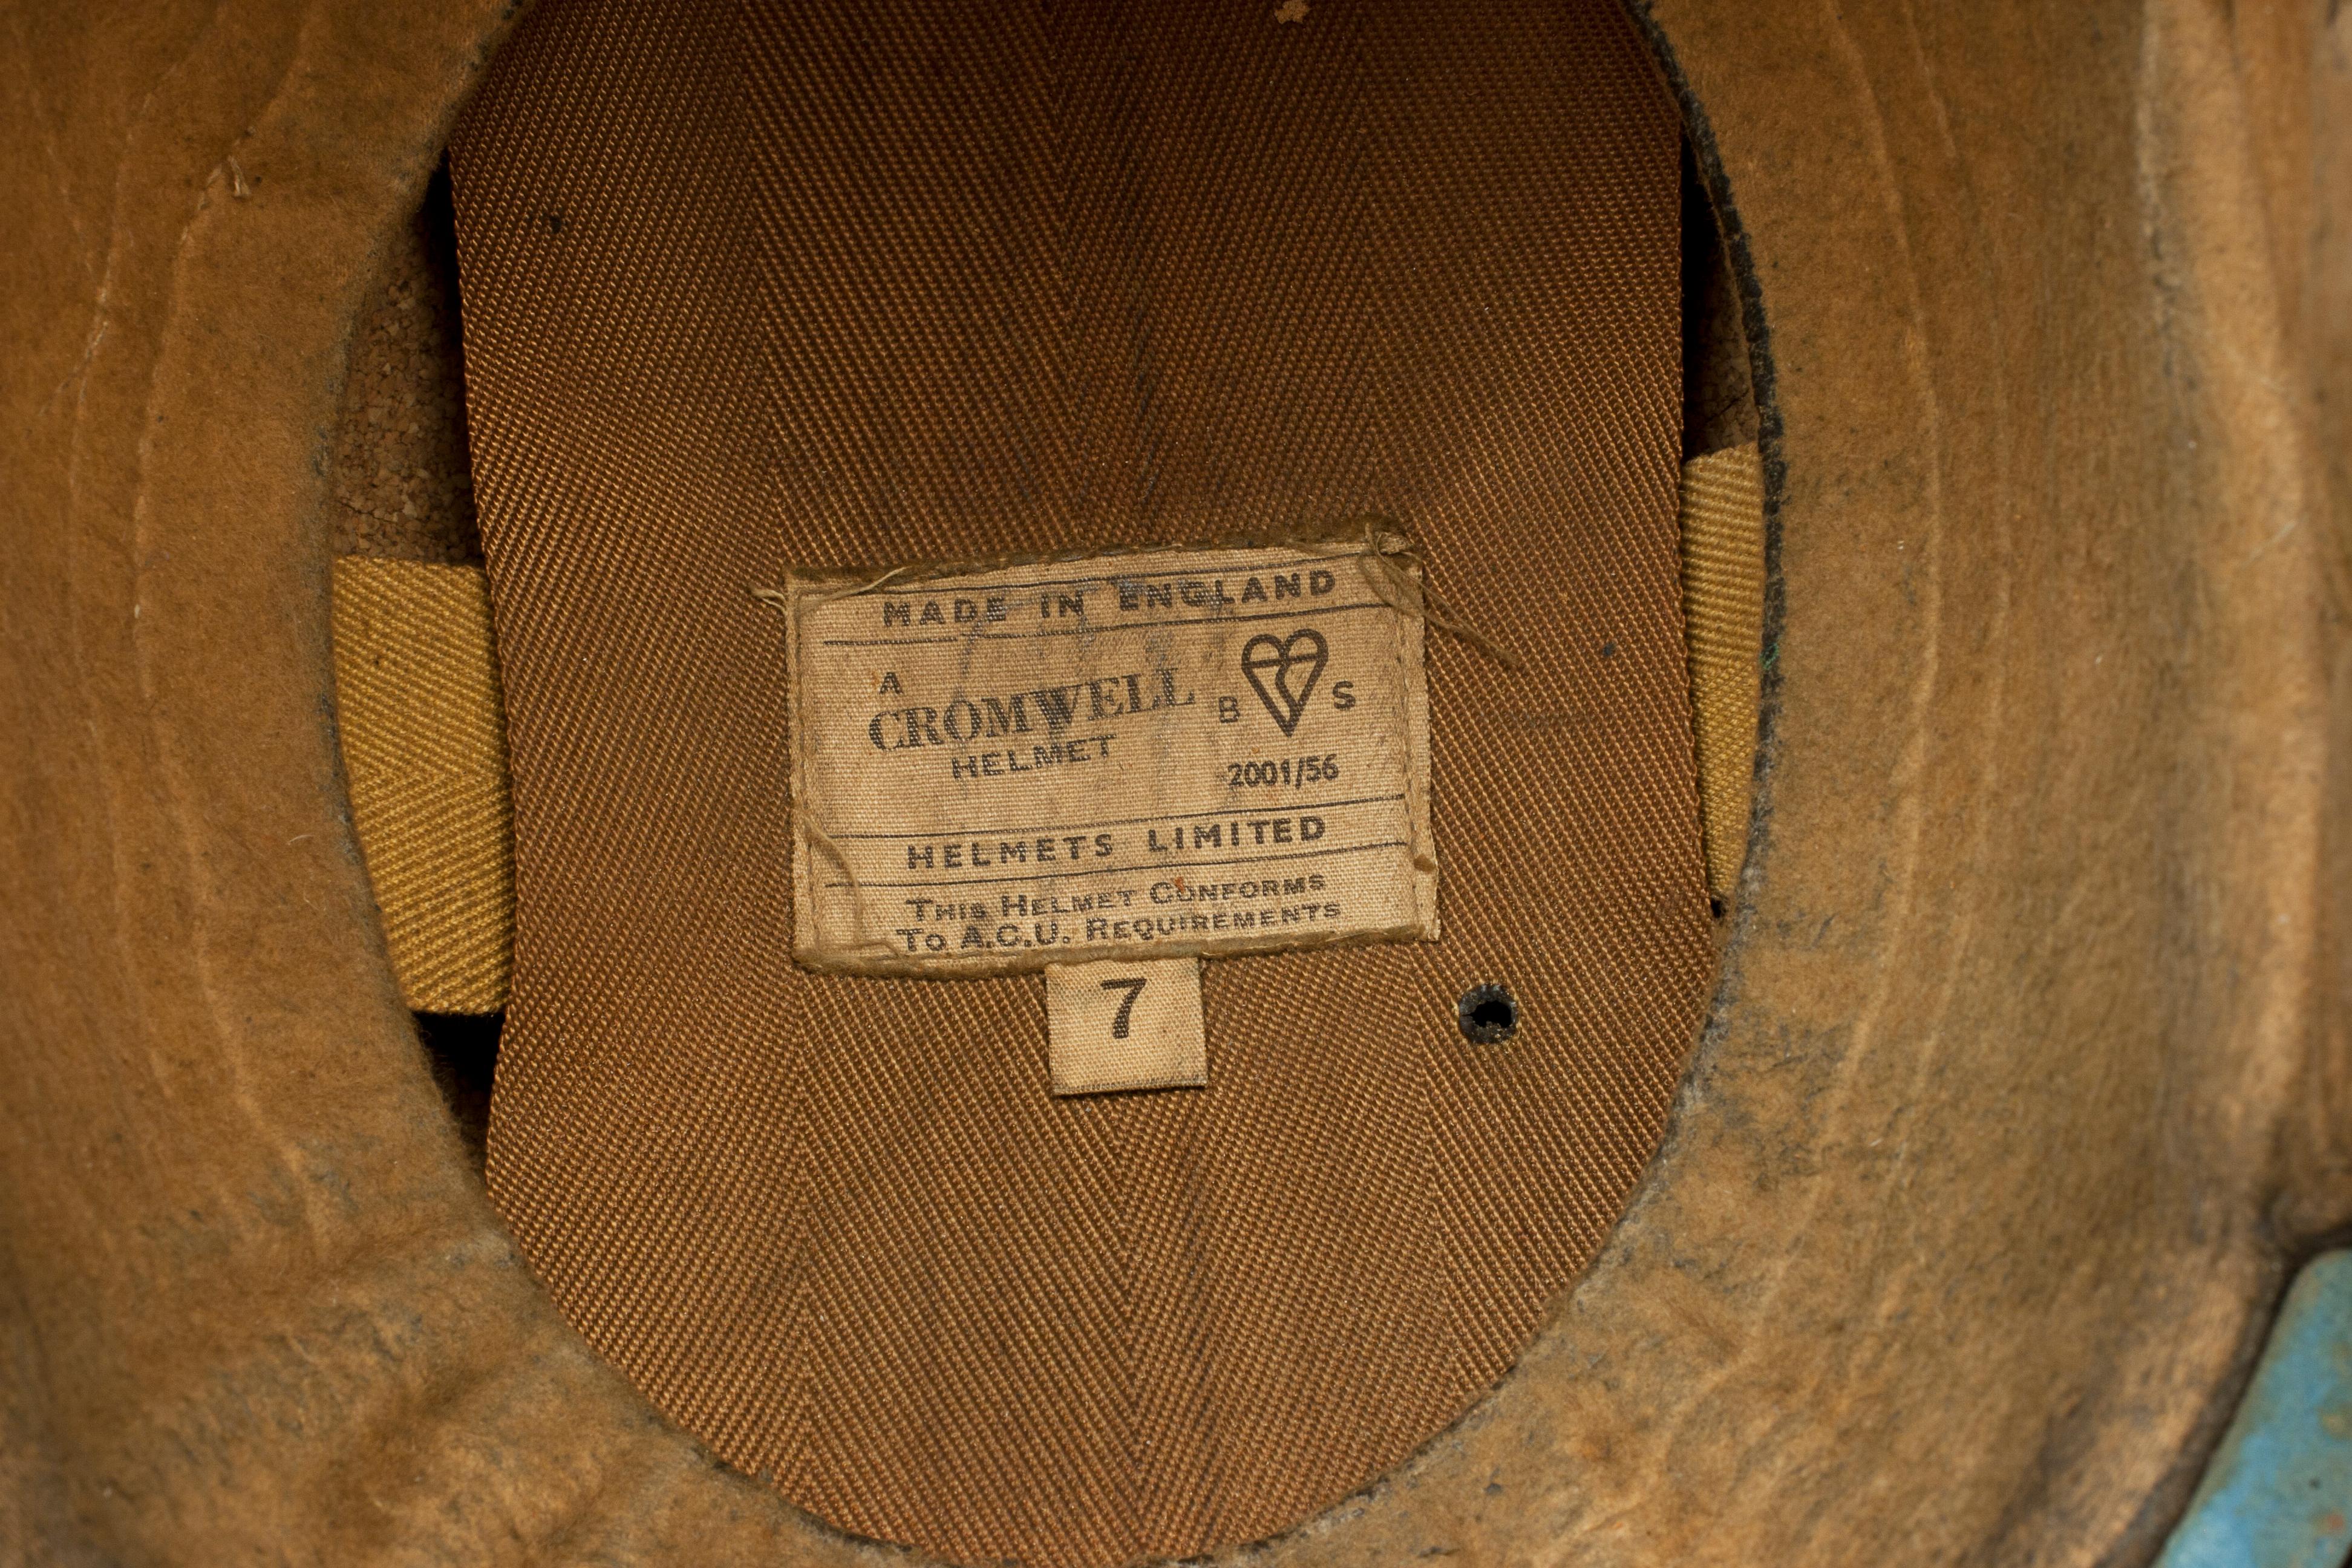 MADE IN ENGLAND
A
CROMWELL
HELMET
B S
2001/56
HELMETS LIMITED
THIS HELMET CONFORMS
TO A.C.U. REQUIREMENTS
7